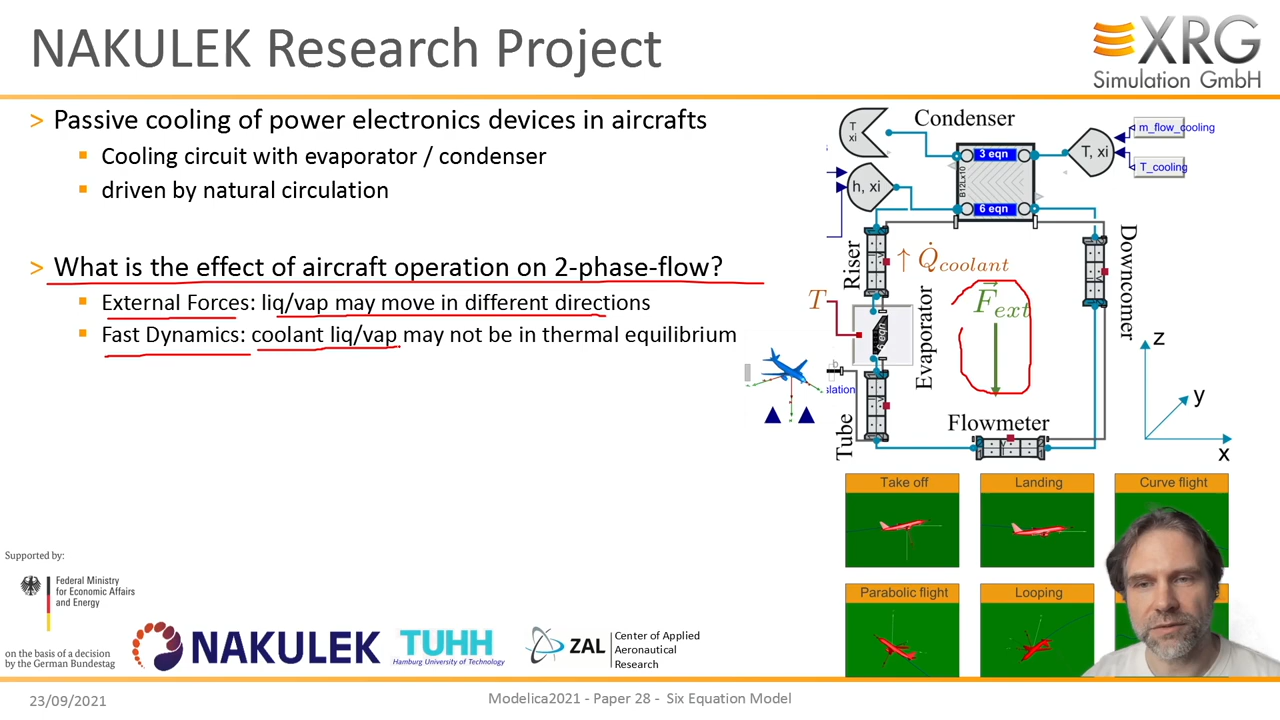 NAKULEK Research Project
XRG
Simulation GmbH
> Passive cooling of power electronics devices in aircrafts
Cooling circuit with evaporator / condenser
driven by natural circulation
> What is the effect of aircraft operation on 2-phase-flow?
External Forces: liq/vap may move in different directions
Fast Dynamics: coolant liq/vap may not be in thermal equilibrium
Condenser
T
xi
3 eqn
T, xi
m_flow_cooling
T_cooling
h, xi
B12Lx10
6 eqn
Riser
↑ Q̇coolant
Downcomer
T
6 eqn
Evaporator
F⃗ext
lation
Tube
Flowmeter
z
y
x
Take off
Landing
Curve flight
Parabolic flight
Looping
Supported by:
Federal Ministry
for Economic Affairs
and Energy
on the basis of a decision
by the German Bundestag
NAKULEK
TUHH
Hamburg University of Technology
ZAL
Center of Applied
Aeronautical
Research
23/09/2021
Modelica2021 - Paper 28 - Six Equation Model